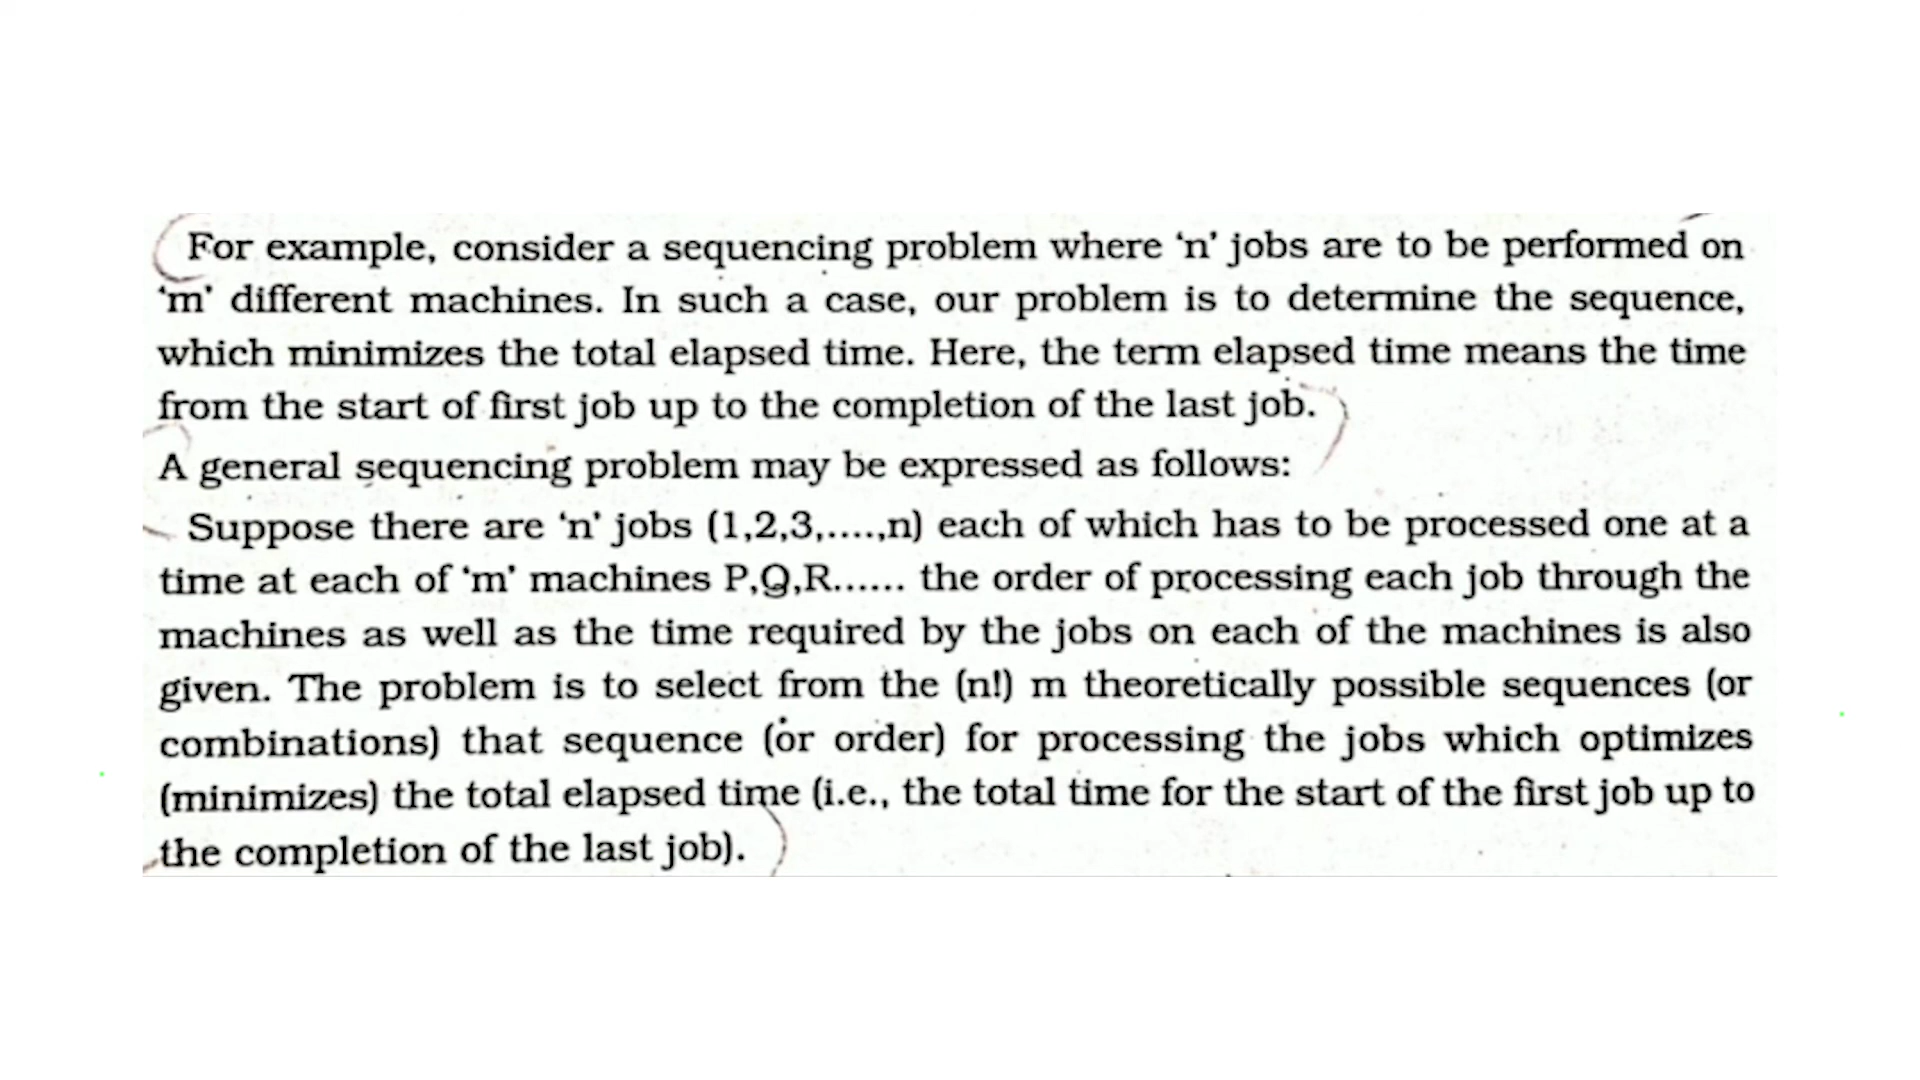 For example, consider a sequencing problem where ‘n’ jobs are to be performed on
‘m’ different machines. In such a case, our problem is to determine the sequence,
which minimizes the total elapsed time. Here, the term elapsed time means the time
from the start of first job up to the completion of the last job.
A general sequencing problem may be expressed as follows:
Suppose there are ‘n’ jobs (1,2,3,....,n) each of which has to be processed one at a
time at each of ‘m’ machines P,Q,R...... the order of processing each job through the
machines as well as the time required by the jobs on each of the machines is also
given. The problem is to select from the (n!) m theoretically possible sequences (or
combinations) that sequence (or order) for processing the jobs which optimizes
(minimizes) the total elapsed time (i.e., the total time for the start of the first job up to
the completion of the last job).